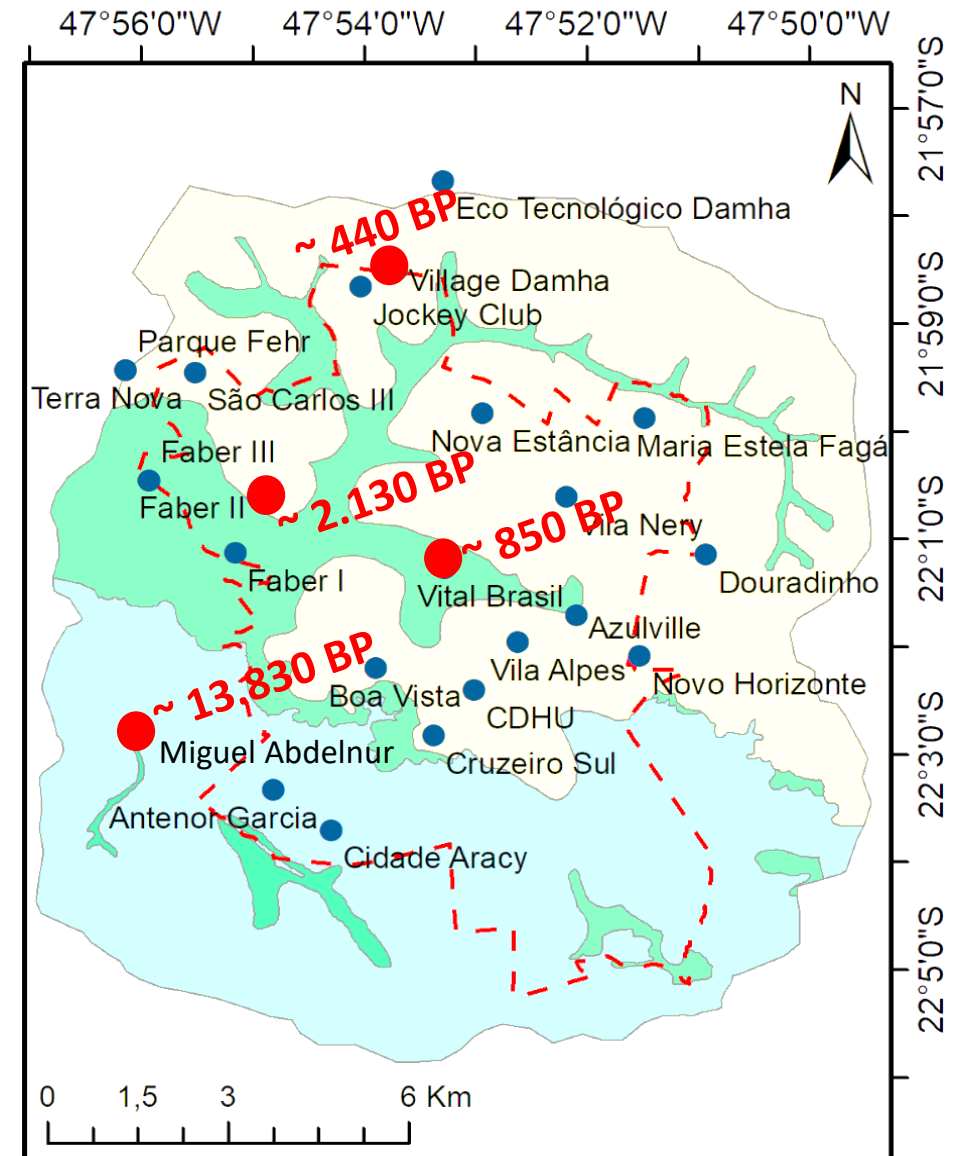 47°56'0"W 47°54'0"W 47°52'0"W 47°50'0"W
21°57'0"S
N
Eco Tecnológico Damha
~ 440 BP
Village Damha
Jockey Club
21°59'0"S
Parque Fehr
Terra Nova
São Carlos III
Nova Estância
Maria Estela Fagá
Faber III
Faber II
~ 2.130 BP
~ 850 BP
Vila Nery
22°1'0"S
Faber I
Vital Brasil
Douradinho
Azulville
~ 13.830 BP
Vila Alpes
Boa Vista
Novo Horizonte
CDHU
Miguel Abdelnur
Cruzeiro Sul
22°3'0"S
Antenor Garcia
Cidade Aracy
22°5'0"S
0 1,5 3 6 Km